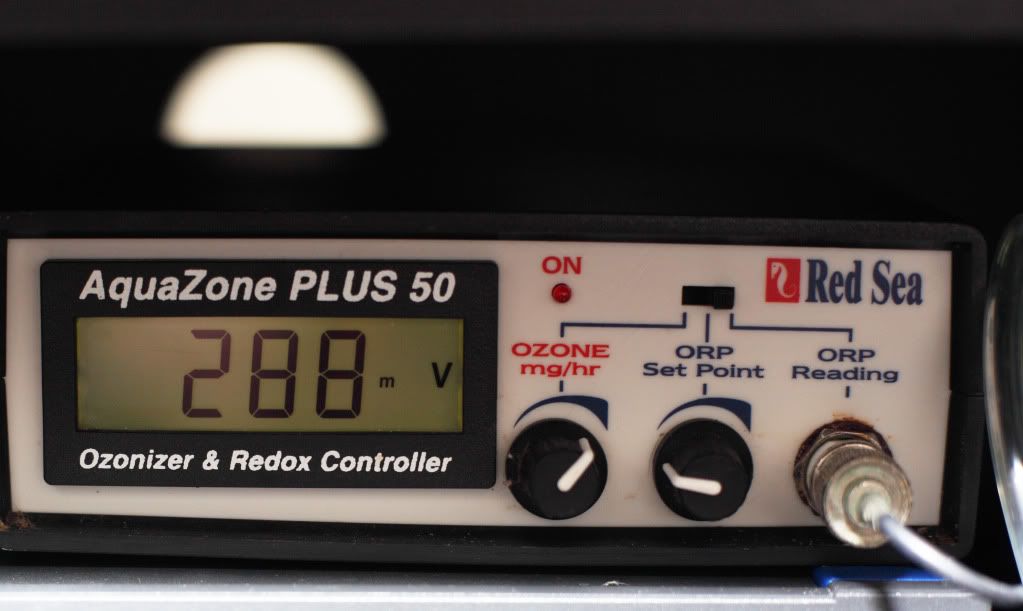 AquaZone PLUS 50
288 m V
Ozonizer & Redox Controller
ON
Red Sea
OZONE
mg/hr
ORP
Set Point
ORP
Reading